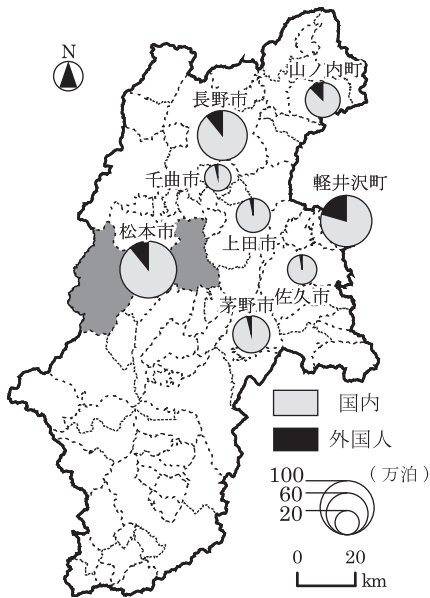 N
山ノ内町
長野市
千曲市
軽井沢町
松本市
上田市
佐久市
茅野市
国内
外国人
100
(万泊)
60
20
0
20
km